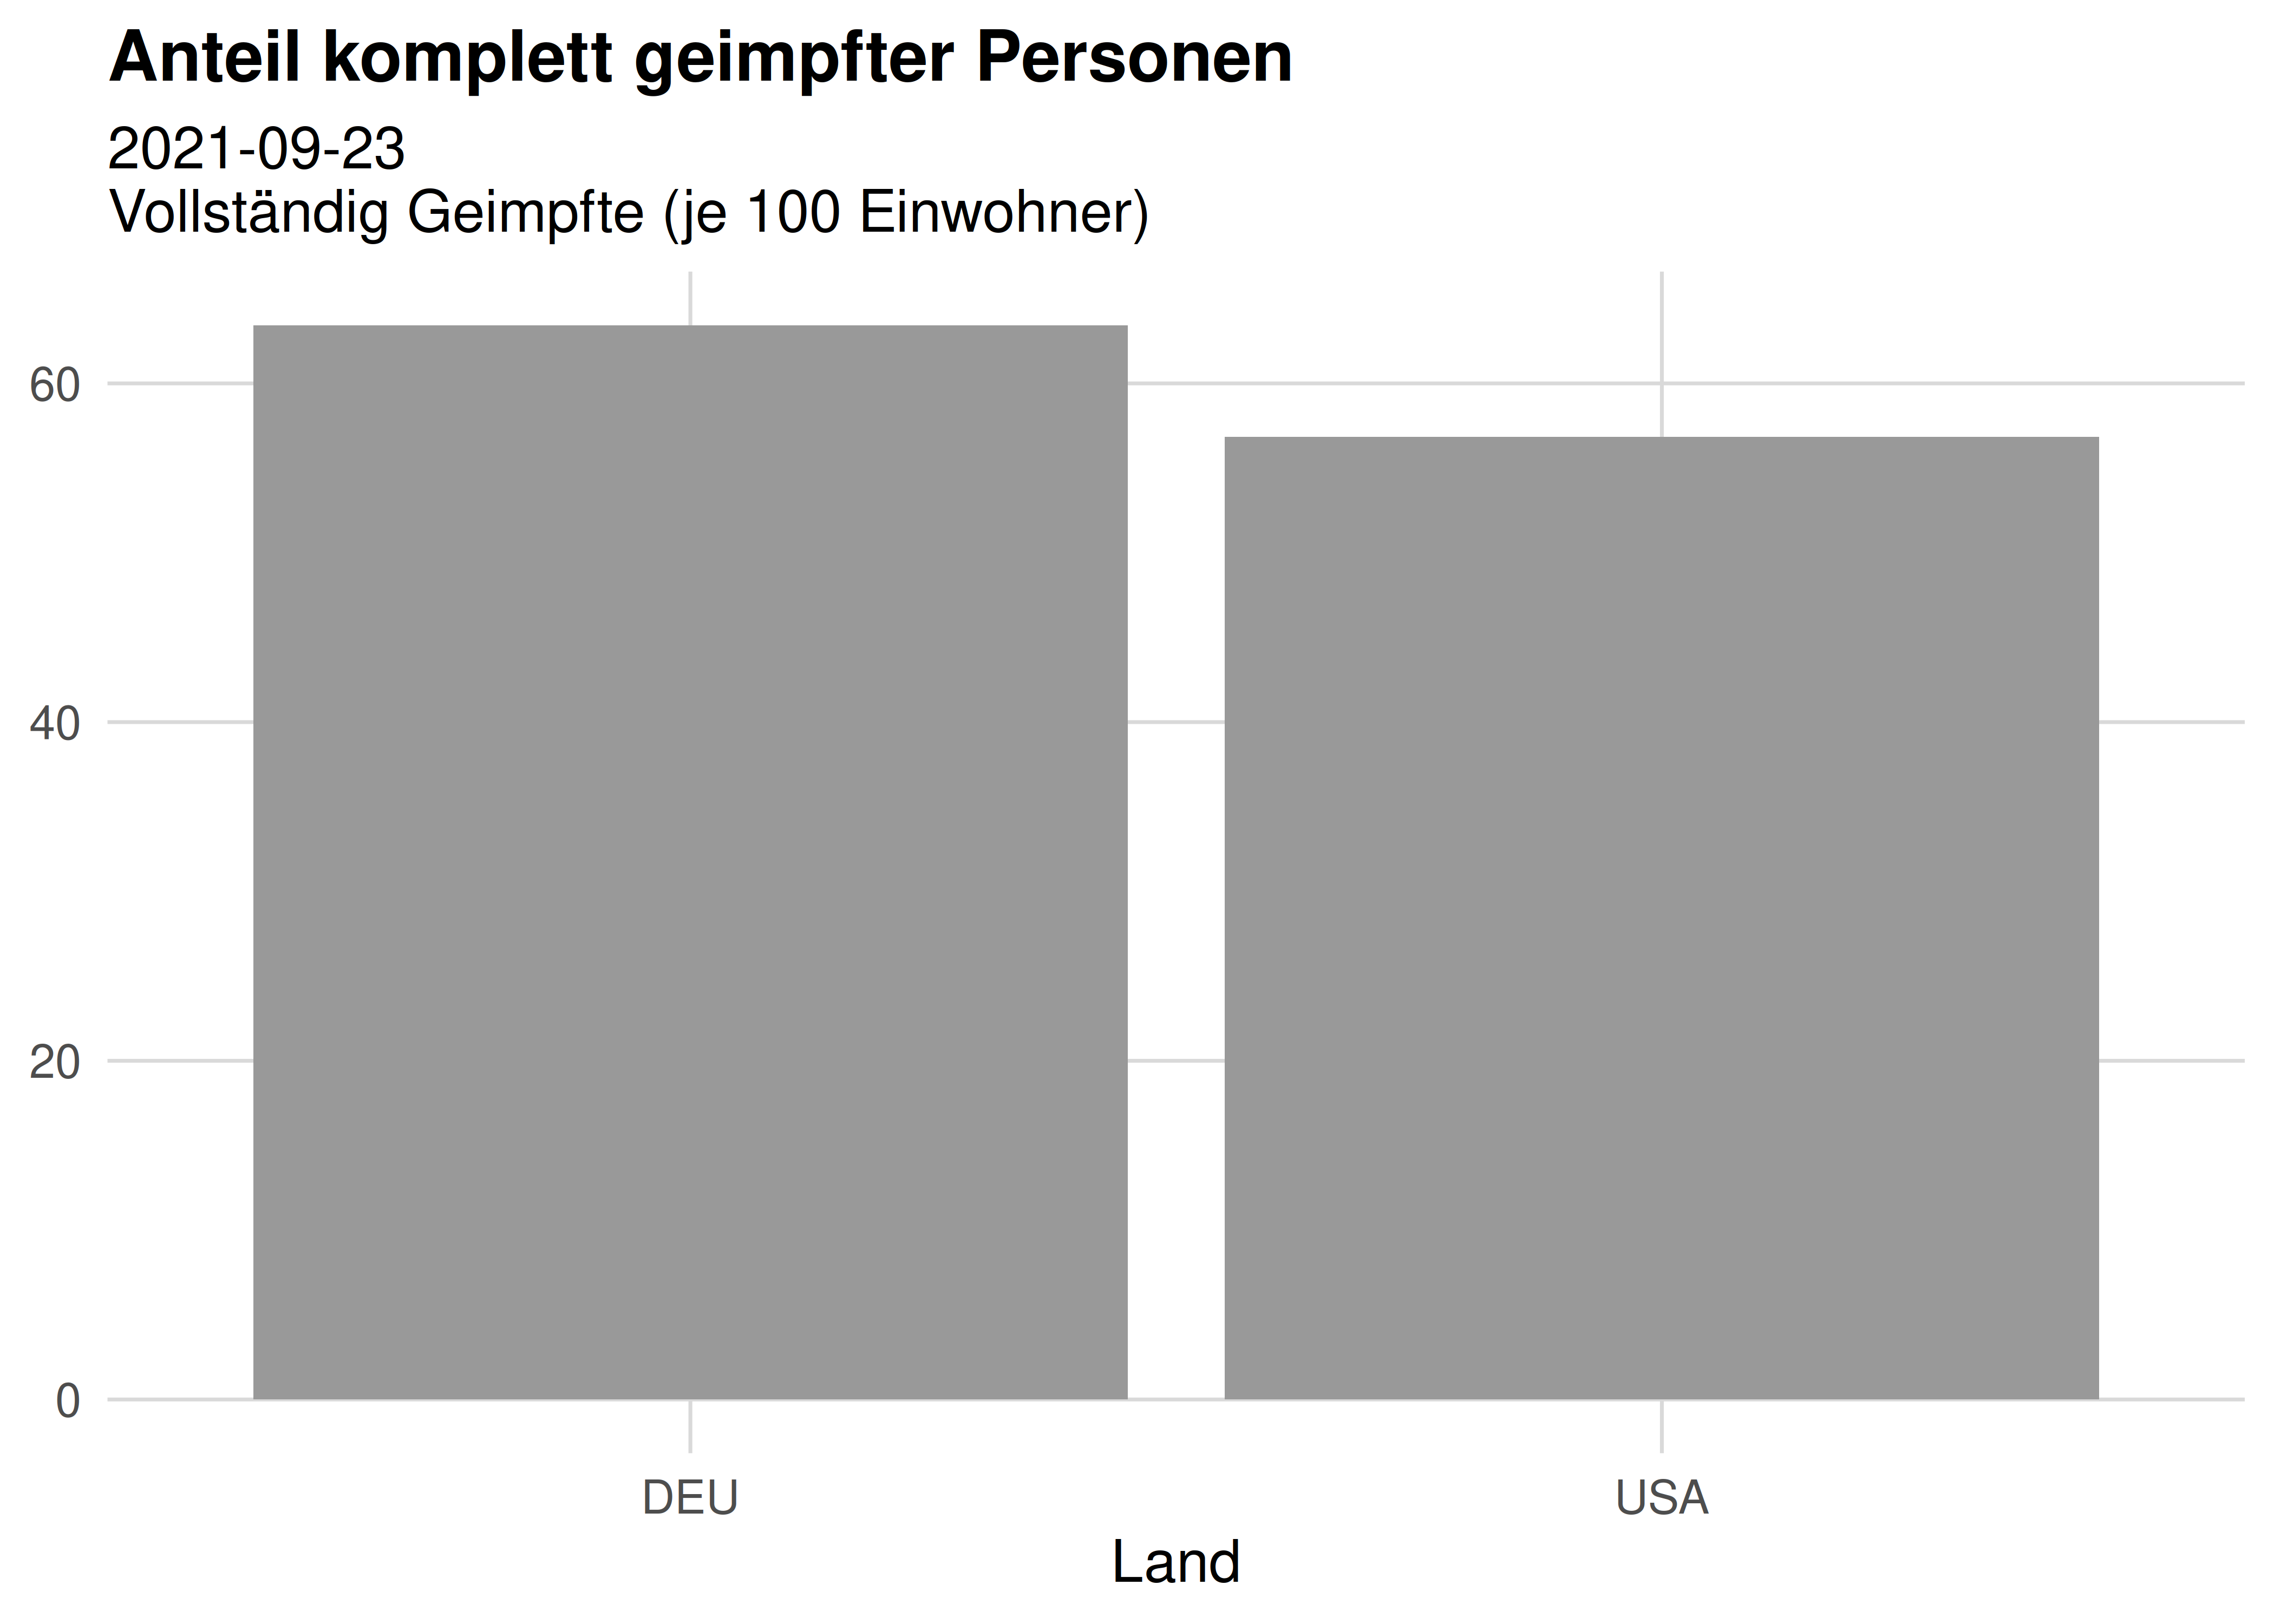 Anteil komplett geimpfter Personen
2021-09-23
Vollständig Geimpfte (je 100 Einwohner)
60
40
20
0
DEU
USA
Land